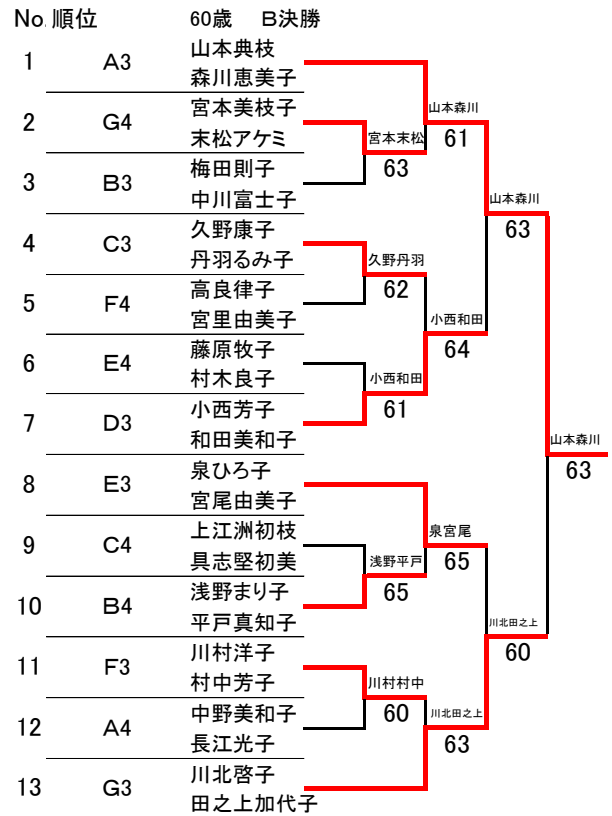 No. 順位 60歳 B決勝
1 A3 山本典枝
森川恵美子
2 G4 宮本美枝子
末松アケミ
3 B3 梅田則子
中川富士子
4 C3 久野康子
丹羽るみ子
5 F4 高良律子
宮里由美子
6 E4 藤原牧子
村木良子
7 D3 小西芳子
和田美和子
8 E3 泉ひろ子
宮尾由美子
9 C4 上江洲初枝
具志堅初美
10 B4 浅野まり子
平戸真知子
11 F3 川村洋子
村中芳子
12 A4 中野美和子
長江光子
13 G3 川北啓子
田之上加代子
宮本末松
63
久野丹羽
62
小西和田
61
浅野平戸
65
川村村中
60
山本森川
61
小西和田
64
泉宮尾
65
川北田之上
63
山本森川
63
川北田之上
60
山本森川
63